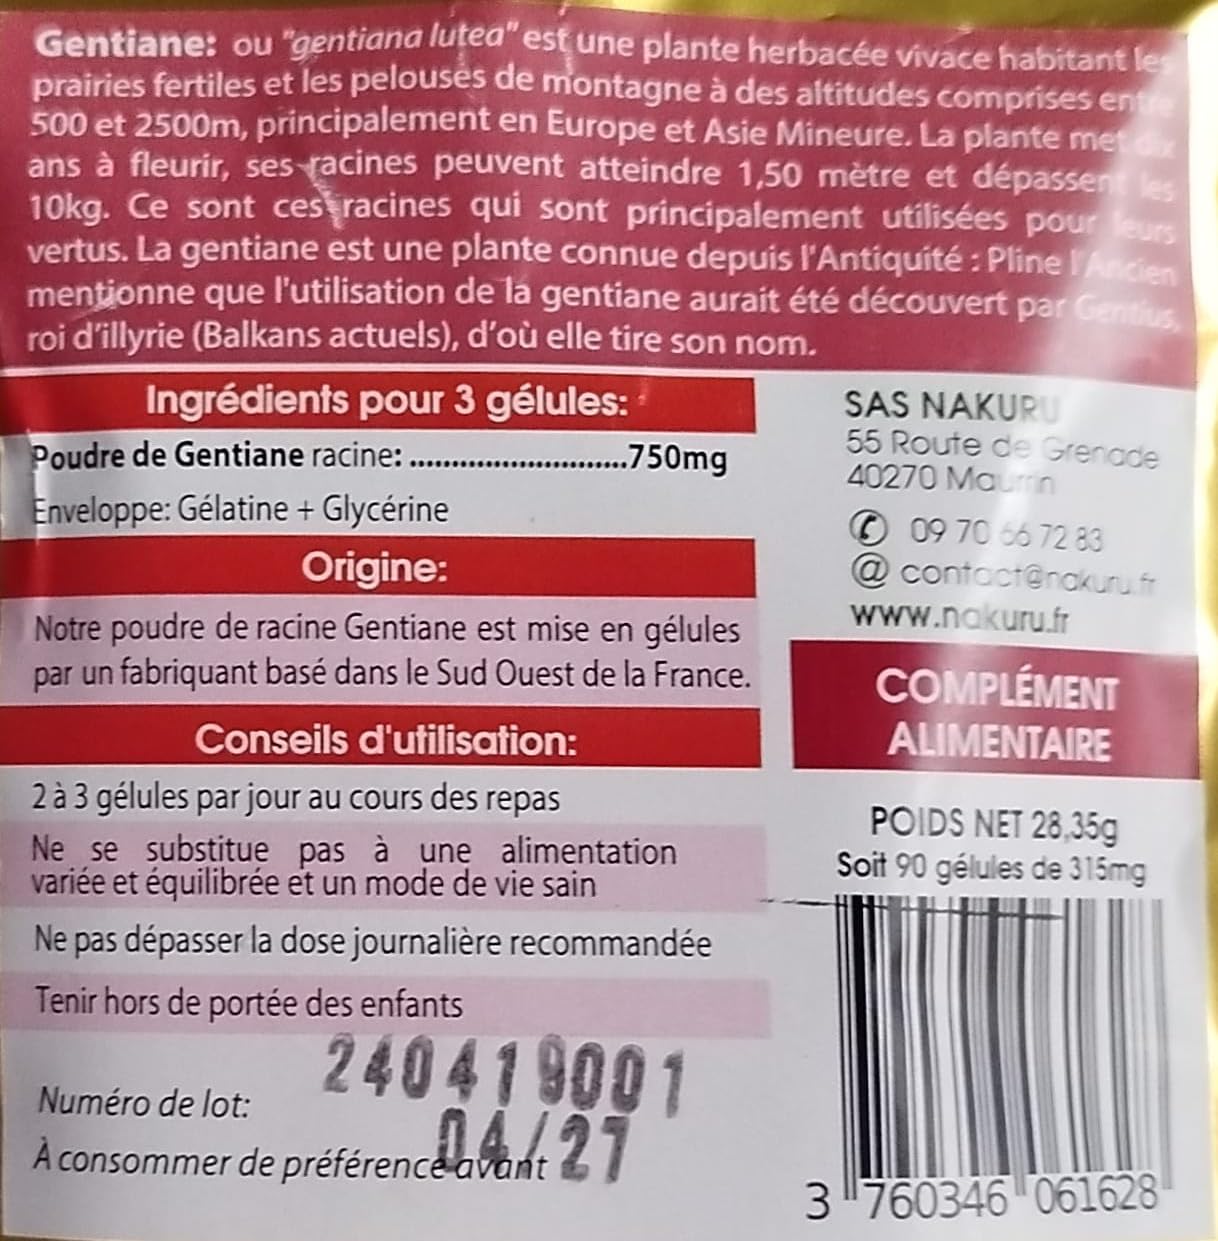 Gentiane: ou "gentiana lutea" est une plante herbacée vivace habitant les
prairies fertiles et les pelouses de montagne à des altitudes comprises entre
500 et 2500m, principalement en Europe et Asie Mineure. La plante met dix
ans à fleurir, ses racines peuvent atteindre 1,50 mètre et dépassent les
10kg. Ce sont ces racines qui sont principalement utilisées pour leurs
vertus. La gentiane est une plante connue depuis l'Antiquité : Pline l'Ancien
mentionne que l'utilisation de la gentiane aurait été découvert par Gentius,
roi d'illyrie (Balkans actuels), d'où elle tire son nom.
Ingrédients pour 3 gélules:
Poudre de Gentiane racine: ............................750mg
Enveloppe: Gélatine + Glycérine
Origine:
Notre poudre de racine Gentiane est mise en gélules
par un fabriquant basé dans le Sud Ouest de la France.
Conseils d'utilisation:
2 à 3 gélules par jour au cours des repas
Ne se substitue pas à une alimentation
variée et équilibrée et un mode de vie sain
Ne pas dépasser la dose journalière recommandée
Tenir hors de portée des enfants
Numéro de lot: 240419001
À consommer de préférence avant 04/27
SAS NAKURU
55 Route de Grenade
40270 Maurrin
09 70 66 72 83
@ contact@nakuru.fr
www.nakuru.fr
COMPLÉMENT
ALIMENTAIRE
POIDS NET 28,35g
Soit 90 gélules de 315mg
3 760346 061628